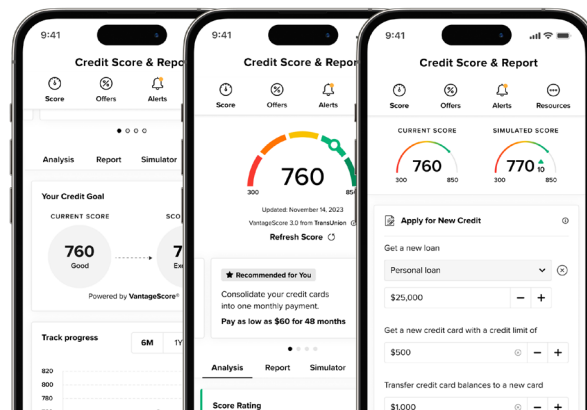 9:41
Credit Score & Re
Score
Offers
Alerts
Analysis
Report
Simulator
Your Credit Goal
CURRENT SCORE
SCO
760
Good
7
Ex
Powered by VantageScore®
Track progress
6M
1Y
820
800
780
9:41
Credit Score & Repor
Score
Offers
Alerts
760
300
850
Updated: November 14, 2023
VantageScore 3.0 from TransUnion
Refresh Score
Recommended for You
Consolidate your credit cards
into one monthly payment.
Pay as low as $60 for 48 months
Analysis
Report
Simulator
Score Rating
9:41
Credit Score & Report
Score
Offers
Alerts
Resources
CURRENT SCORE
SIMULATED SCORE
760
300
850
770
10
300
850
Apply for New Credit
Get a new loan
Personal loan
$25,000
Get a new credit card with a credit limit of
$500
Transfer credit card balances to a new card
$1,000